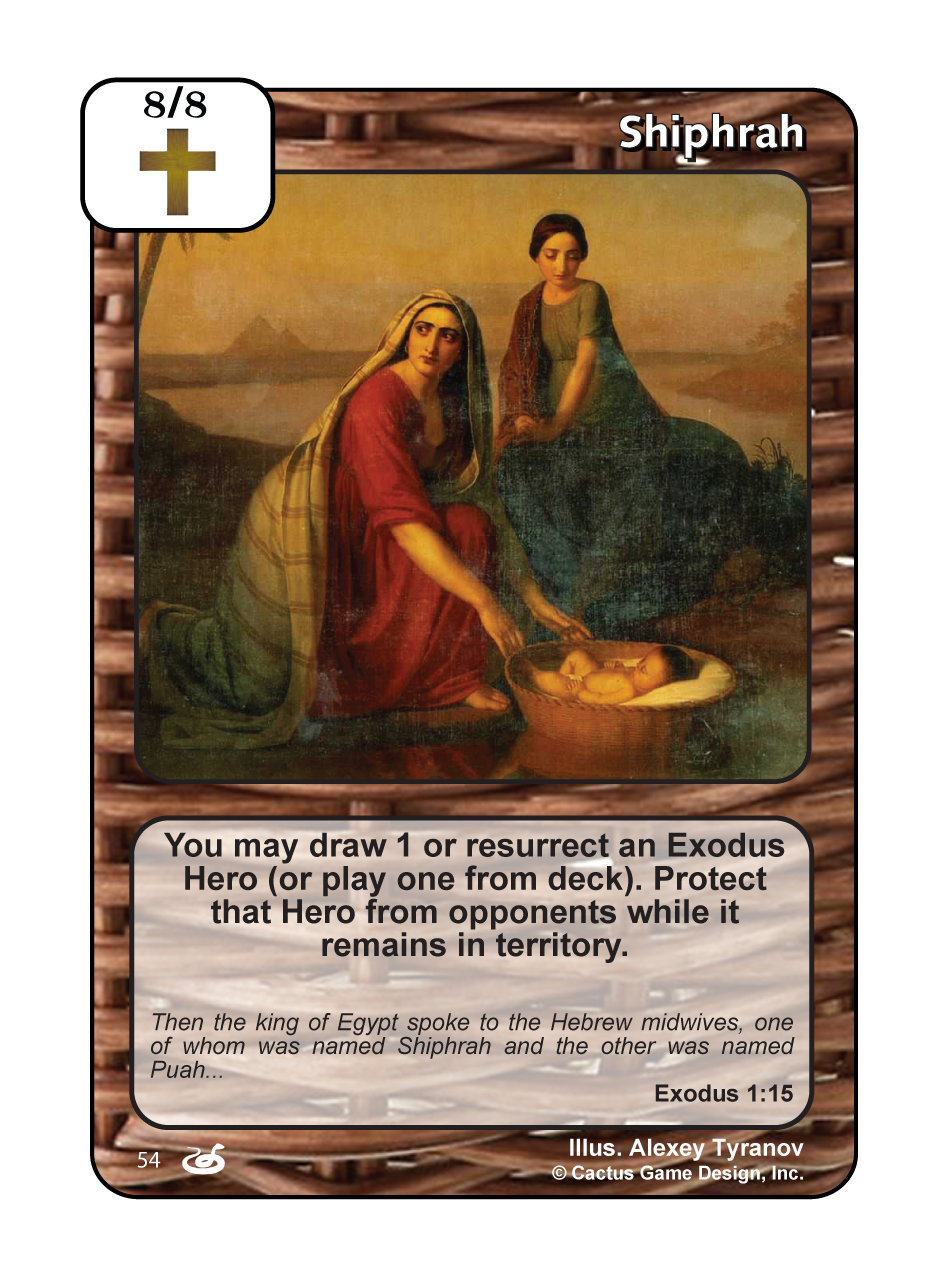 8/8
Shiphrah
You may draw 1 or resurrect an Exodus
Hero (or play one from deck). Protect
that Hero from opponents while it
remains in territory.
Then the king of Egypt spoke to the Hebrew midwives, one
of whom was named Shiphrah and the other was named
Puah...
Exodus 1:15
54
Illus. Alexey Tyranov
© Cactus Game Design, Inc.